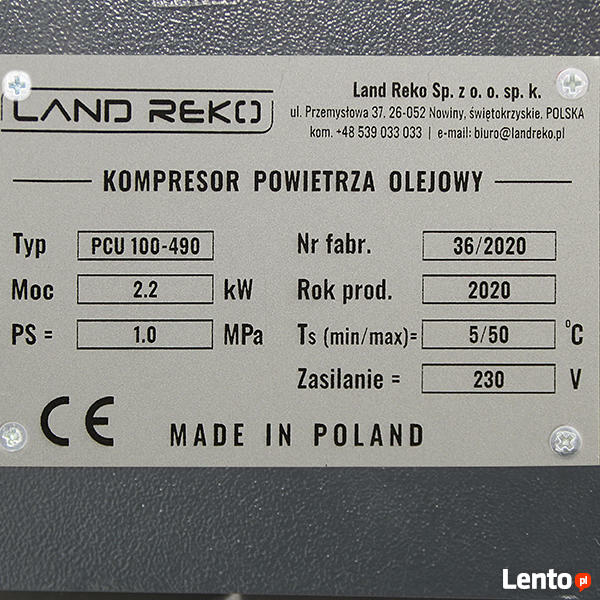 LAND REKO
Land Reko Sp. z o. o. sp. k.
ul. Przemysłowa 37, 26-052 Nowiny, świętokrzyskie, POLSKA
kom. +48 539 033 033 | e-mail: biuro@landreko.pl
KOMPRESOR POWIETRZA OLEJOWY
Typ PCU 100-490 Nr fabr. 36/2020
Moc 2.2 kW Rok prod. 2020
PS = 1.0 MPa Ts (min/max)= 5/50 °C
Zasilanie = 230 V
CE MADE IN POLAND
Lento.pl